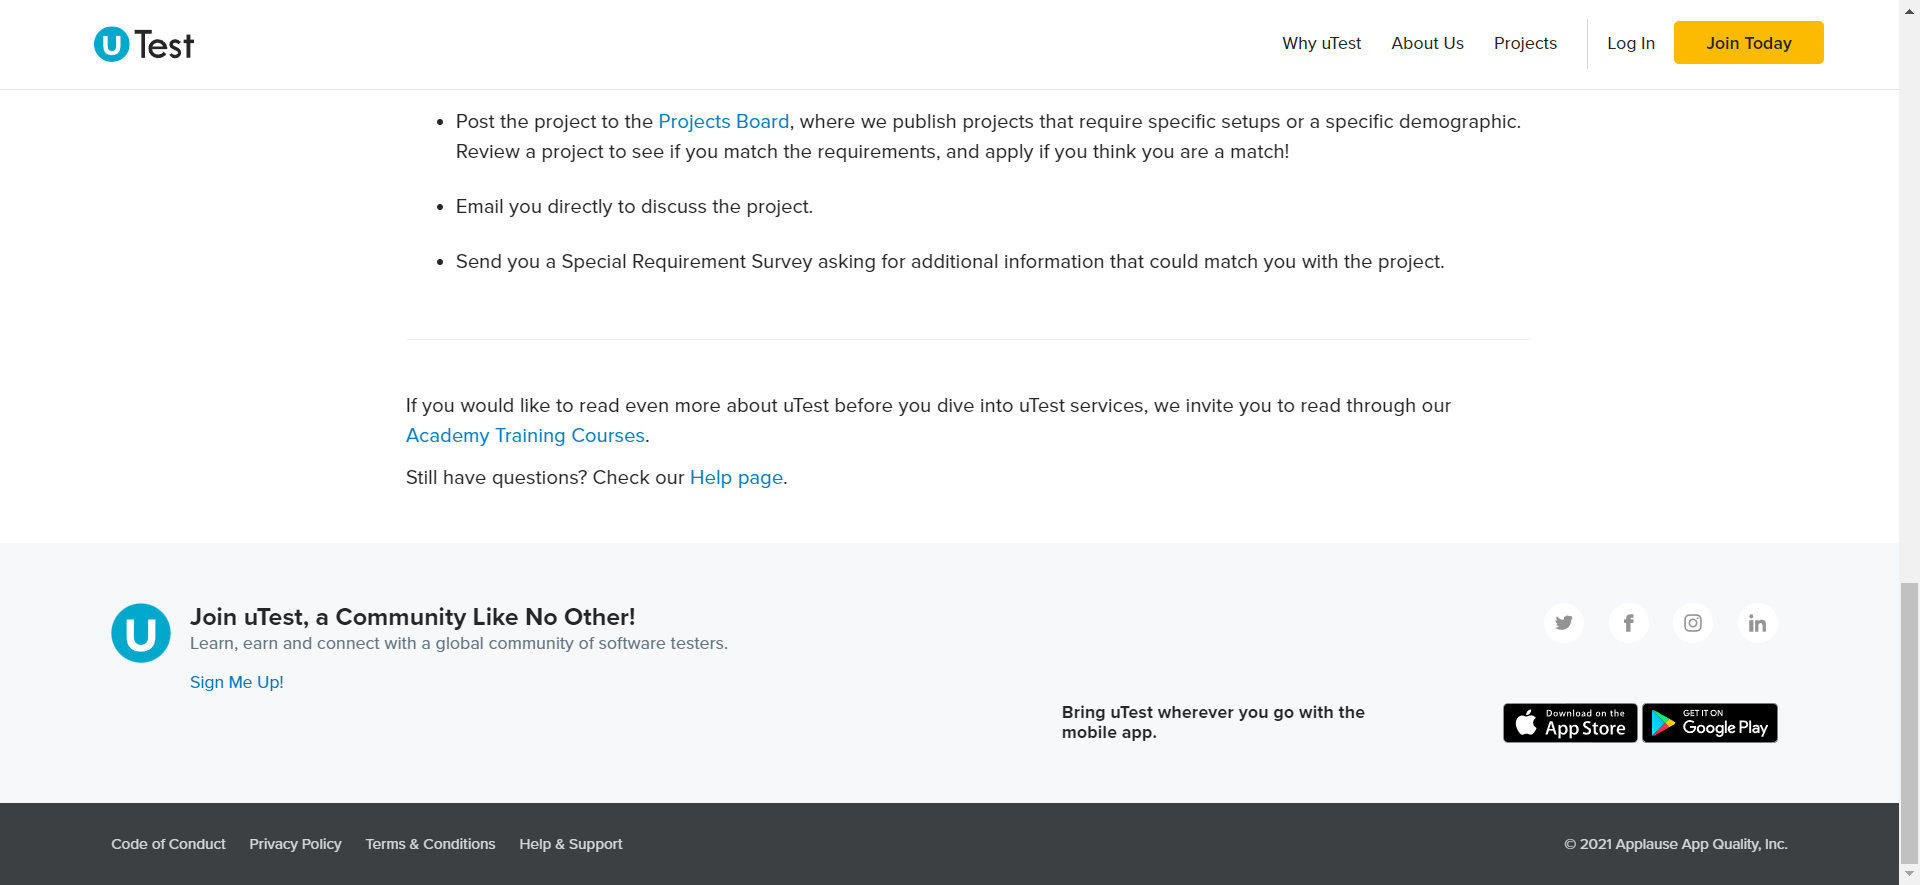 U Test
Why uTest
About Us
Projects
Log In
Join Today
• Post the project to the Projects Board, where we publish projects that require specific setups or a specific demographic.
Review a project to see if you match the requirements, and apply if you think you are a match!
• Email you directly to discuss the project.
• Send you a Special Requirement Survey asking for additional information that could match you with the project.
If you would like to read even more about uTest before you dive into uTest services, we invite you to read through our
Academy Training Courses.
Still have questions? Check our Help page.
U
Join uTest, a Community Like No Other!
Learn, earn and connect with a global community of software testers.
Sign Me Up!
Bring uTest wherever you go with the
mobile app.
Download on the
App Store
GET IT ON
Google Play
Code of Conduct
Privacy Policy
Terms & Conditions
Help & Support
© 2021 Applause App Quality, Inc.